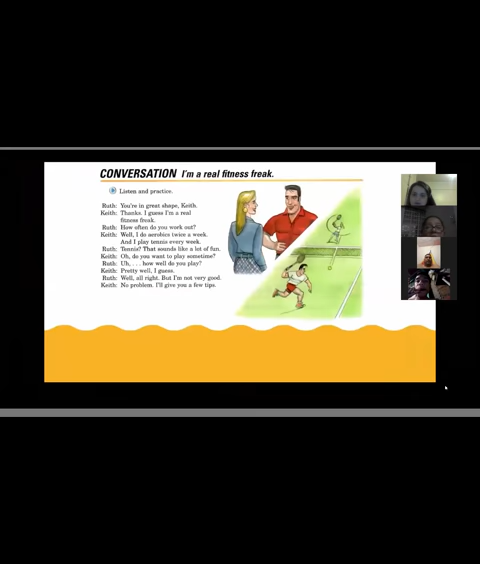 CONVERSATION I'm a real fitness freak.
Listen and practice.
Ruth: You're in great shape, Keith.
Keith: Thanks. I guess I'm a real
fitness freak.
Ruth: How often do you work out?
Keith: Well, I do aerobics twice a week.
And I play tennis every week.
Ruth: Tennis? That sounds like a lot of fun.
Keith: Oh, do you want to play sometime?
Ruth: Uh, . . . how well do you play?
Keith: Pretty well, I guess.
Ruth: Well, all right. But I'm not very good.
Keith: No problem. I'll give you a few tips.